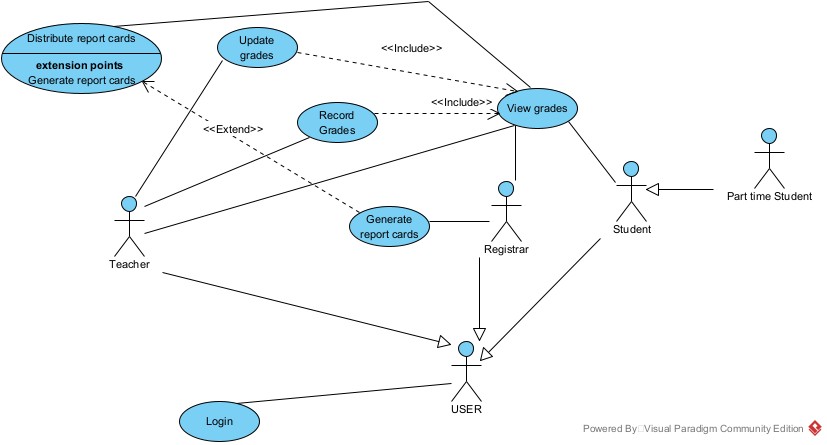 Distribute report cards
extension points
Generate report cards
Update
grades
<<Include>>
View grades
<<Include>>
Record
Grades
<<Extend>>
Part time Student
Student
Generate
report cards
Registrar
Teacher
USER
Login
Powered By Visual Paradigm Community Edition